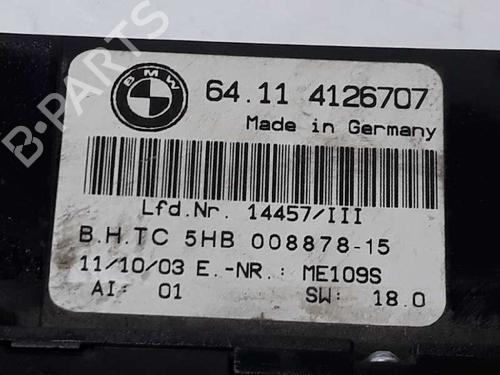 B-PARTS
BMW
64.11 4126707
Made in Germany
Lfd.Nr. 14457/III
B.H.TC 5HB 008878-15
11/10/03 E.-NR.: ME109S
AI: 01 SW: 18.0